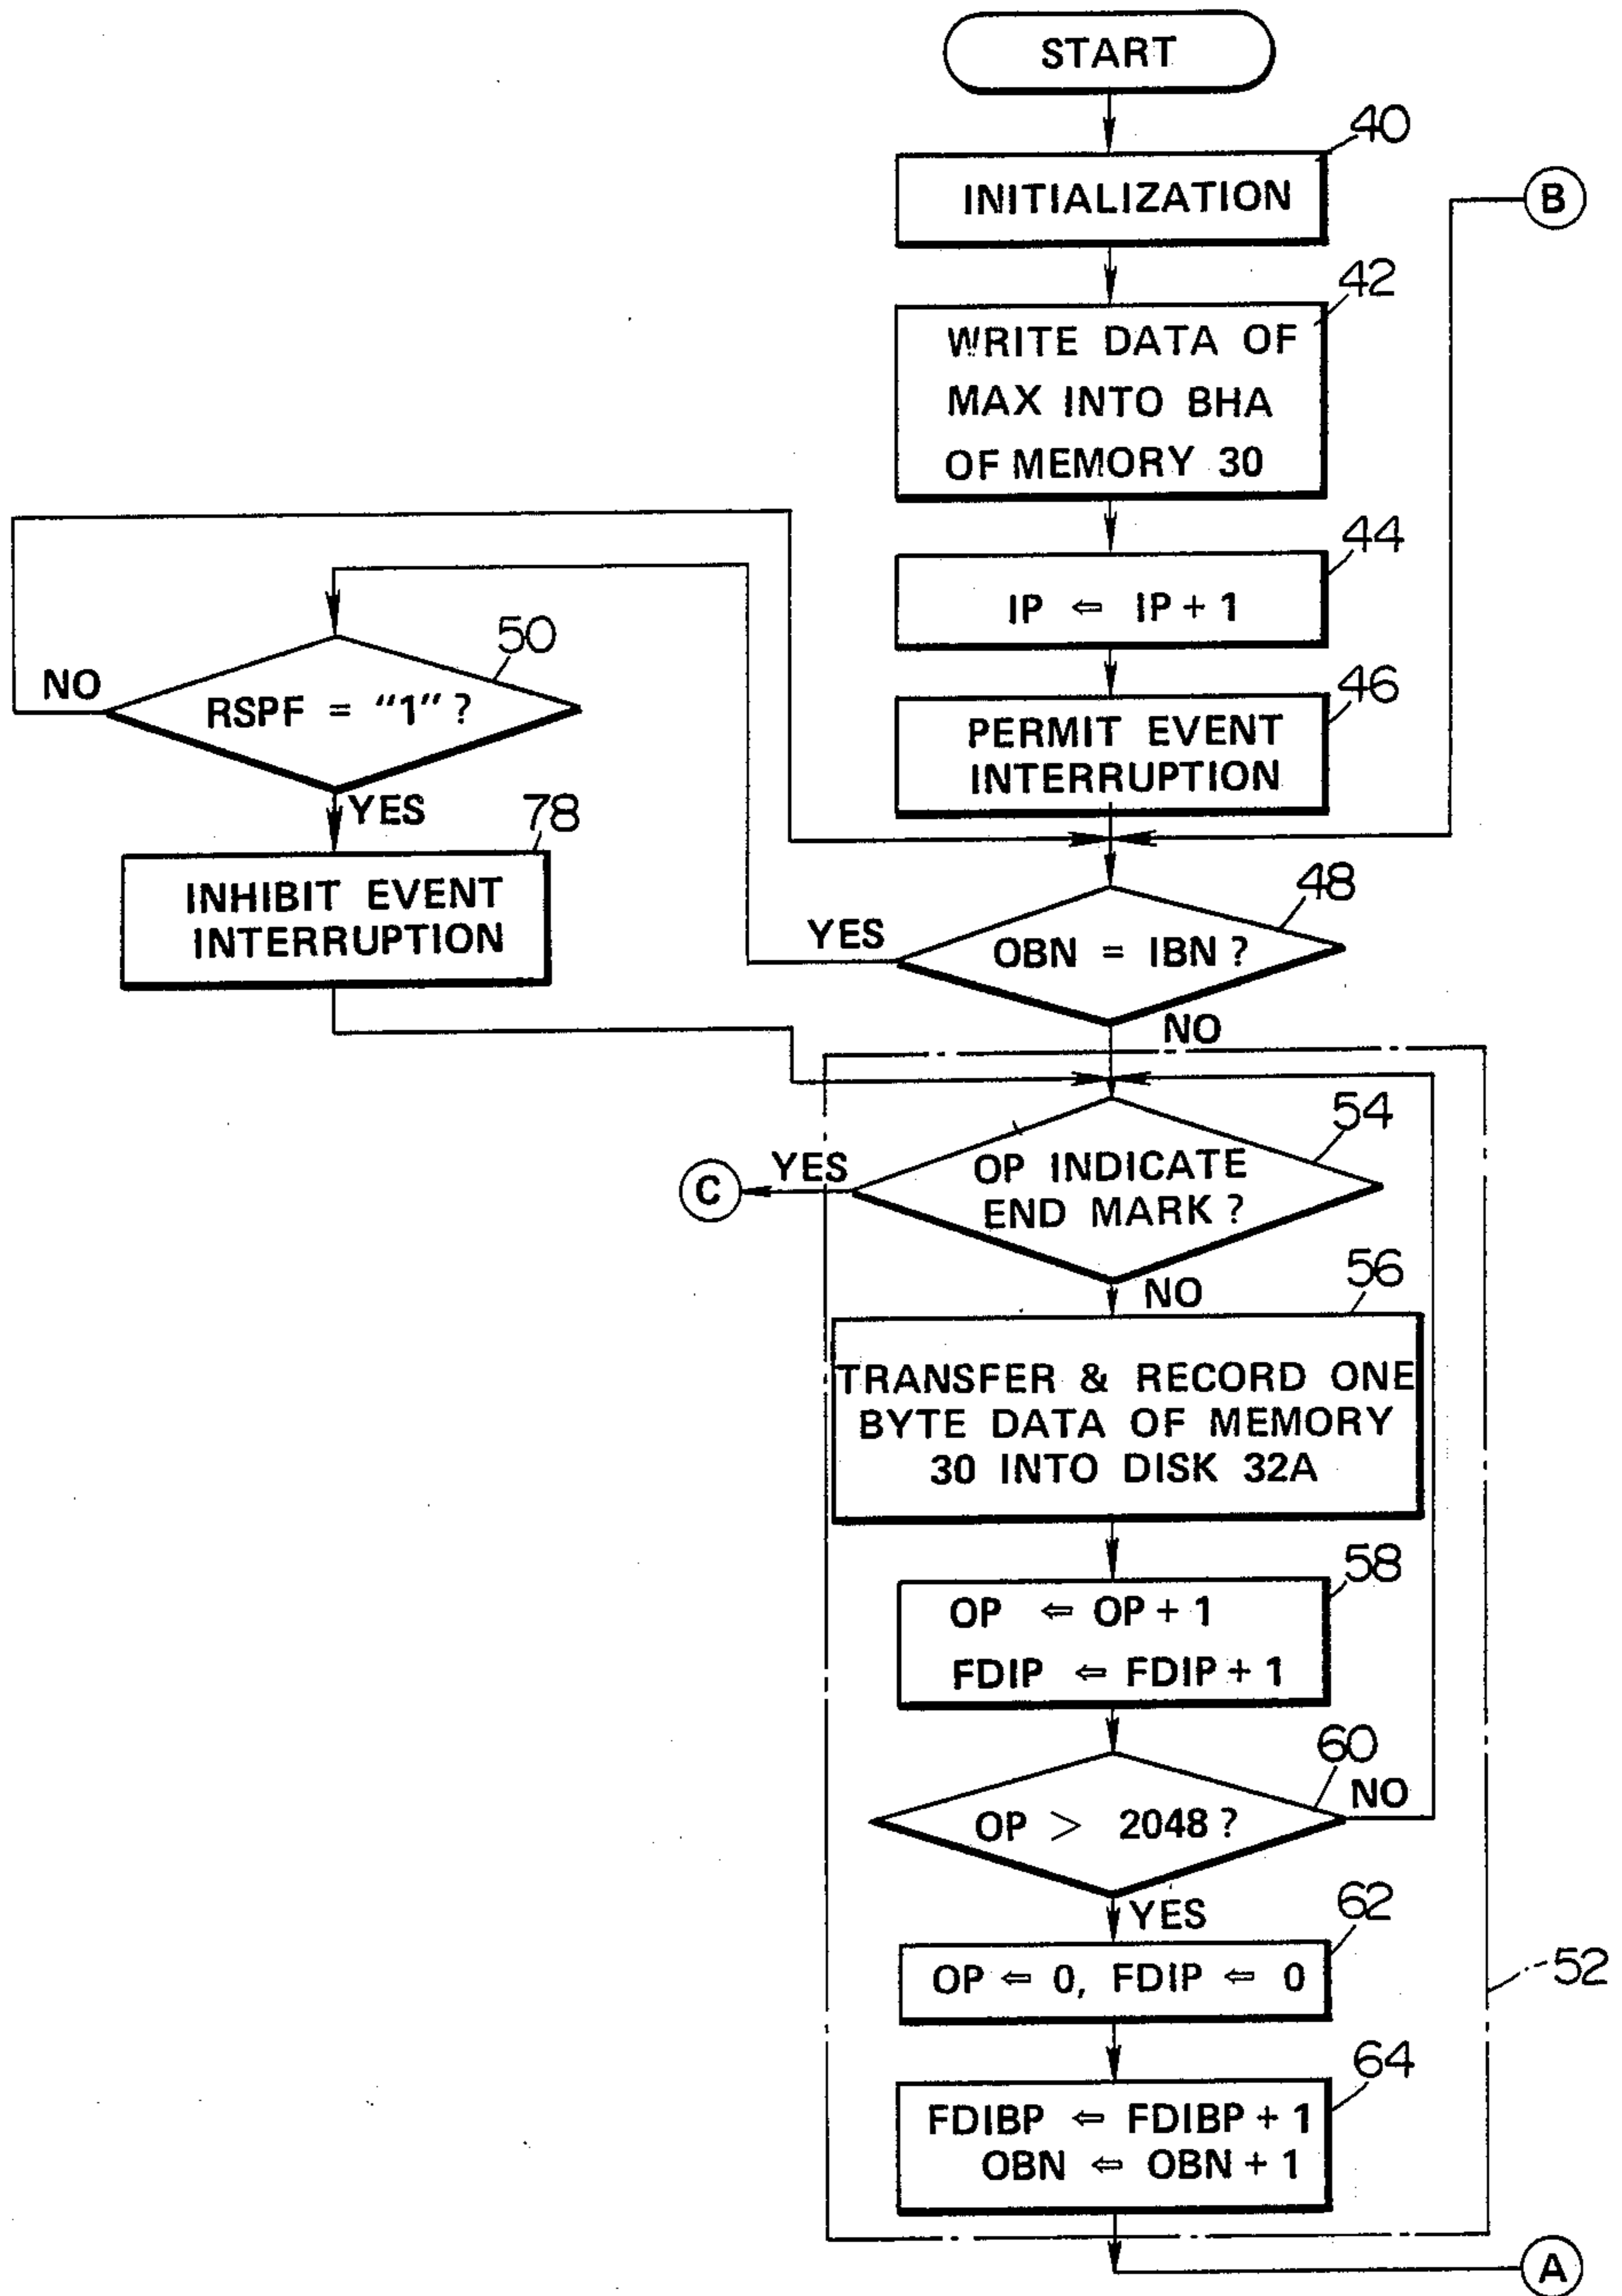 START
40
INITIALIZATION
B
42
WRITE DATA OF
MAX INTO BHA
OF MEMORY 30
44
IP ⇐ IP + 1
46
PERMIT EVENT
INTERRUPTION
50
NO
RSPF = “1” ?
YES
78
INHIBIT EVENT
INTERRUPTION
48
YES
OBN = IBN ?
NO
54
C
YES
OP INDICATE
END MARK ?
NO
56
TRANSFER & RECORD ONE
BYTE DATA OF MEMORY
30 INTO DISK 32A
58
OP ⇐ OP + 1
FDIP ⇐ FDIP + 1
60
NO
OP > 2048 ?
YES
62
OP ⇐ 0, FDIP ⇐ 0
52
64
FDIBP ⇐ FDIBP + 1
OBN ⇐ OBN + 1
A